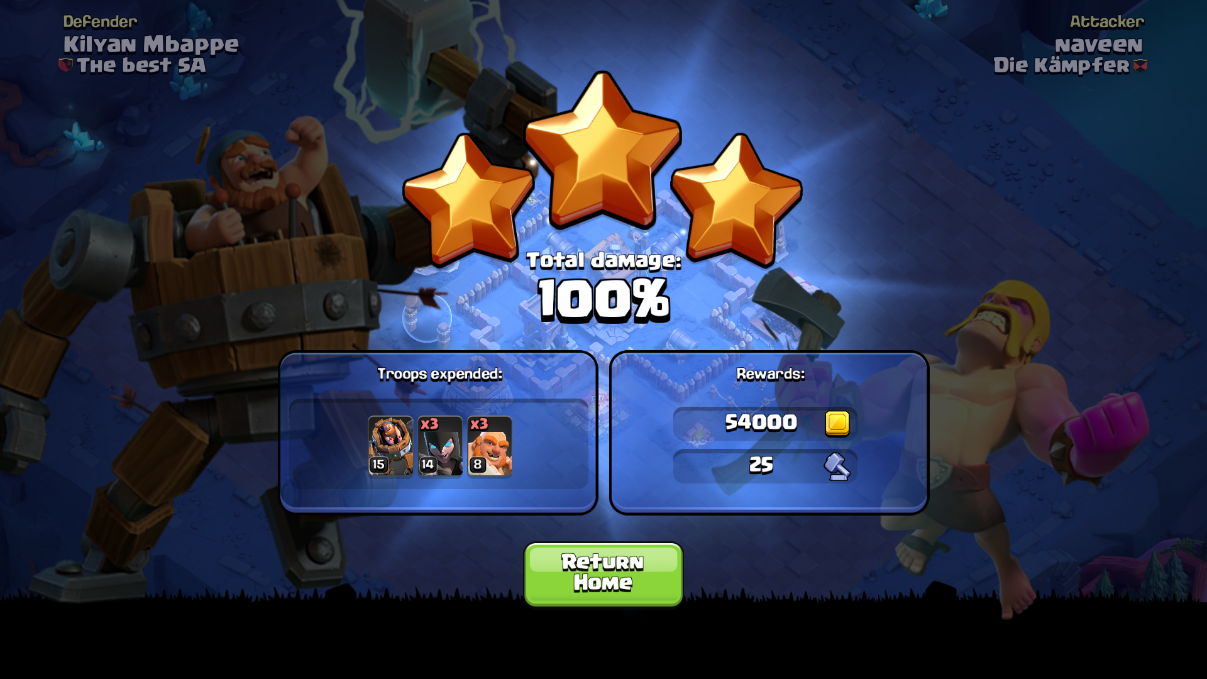 Defender
Kilyan Mbappe
The best SA
Attacker
naveen
Die Kämpfer
Total damage:
100%
Troops expended:
x3
x3
15
14
8
Rewards:
54000
25
Return
Home